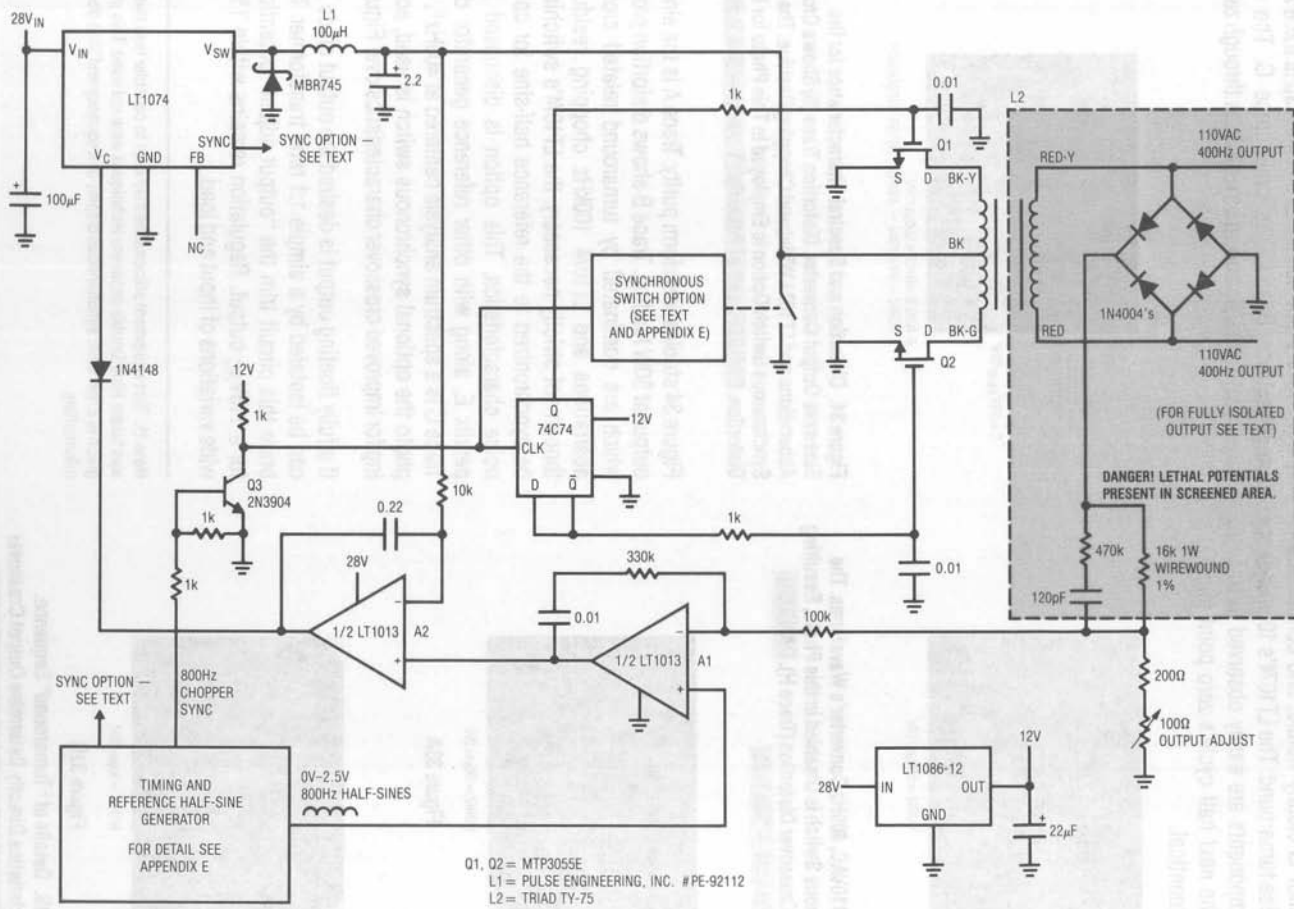 28VIN
VIN
LT1074
VSW
SYNC
VC
GND
FB
NC
100µF
L1
100µH
MBR745
2.2
SYNC OPTION —
SEE TEXT
1k
0.01
Q1
S
D
BK-Y
BK
L2
RED-Y
110VAC
400Hz OUTPUT
1N4004's
RED
110VAC
400Hz OUTPUT
(FOR FULLY ISOLATED
OUTPUT SEE TEXT)
DANGER! LETHAL POTENTIALS
PRESENT IN SCREENED AREA.
SYNCHRONOUS
SWITCH OPTION
(SEE TEXT
AND APPENDIX E)
S
D
BK-G
Q2
1N4148
12V
1k
Q3
2N3904
1k
1k
Q
74C74
CLK
D
Q
12V
10k
0.22
28V
1/2 LT1013
A2
1k
0.01
330k
0.01
100k
1/2 LT1013
A1
470k
120pF
16k 1W
WIREWOUND
1%
200Ω
100Ω
OUTPUT ADJUST
SYNC OPTION —
SEE TEXT
800Hz
CHOPPER
SYNC
TIMING AND
REFERENCE HALF-SINE
GENERATOR
FOR DETAIL SEE
APPENDIX E
0V–2.5V
800Hz HALF-SINES
28V
LT1086-12
IN
OUT
GND
12V
22µF
Q1, Q2 = MTP3055E
L1 = PULSE ENGINEERING, INC. #PE-92112
L2 = TRIAD TY-75